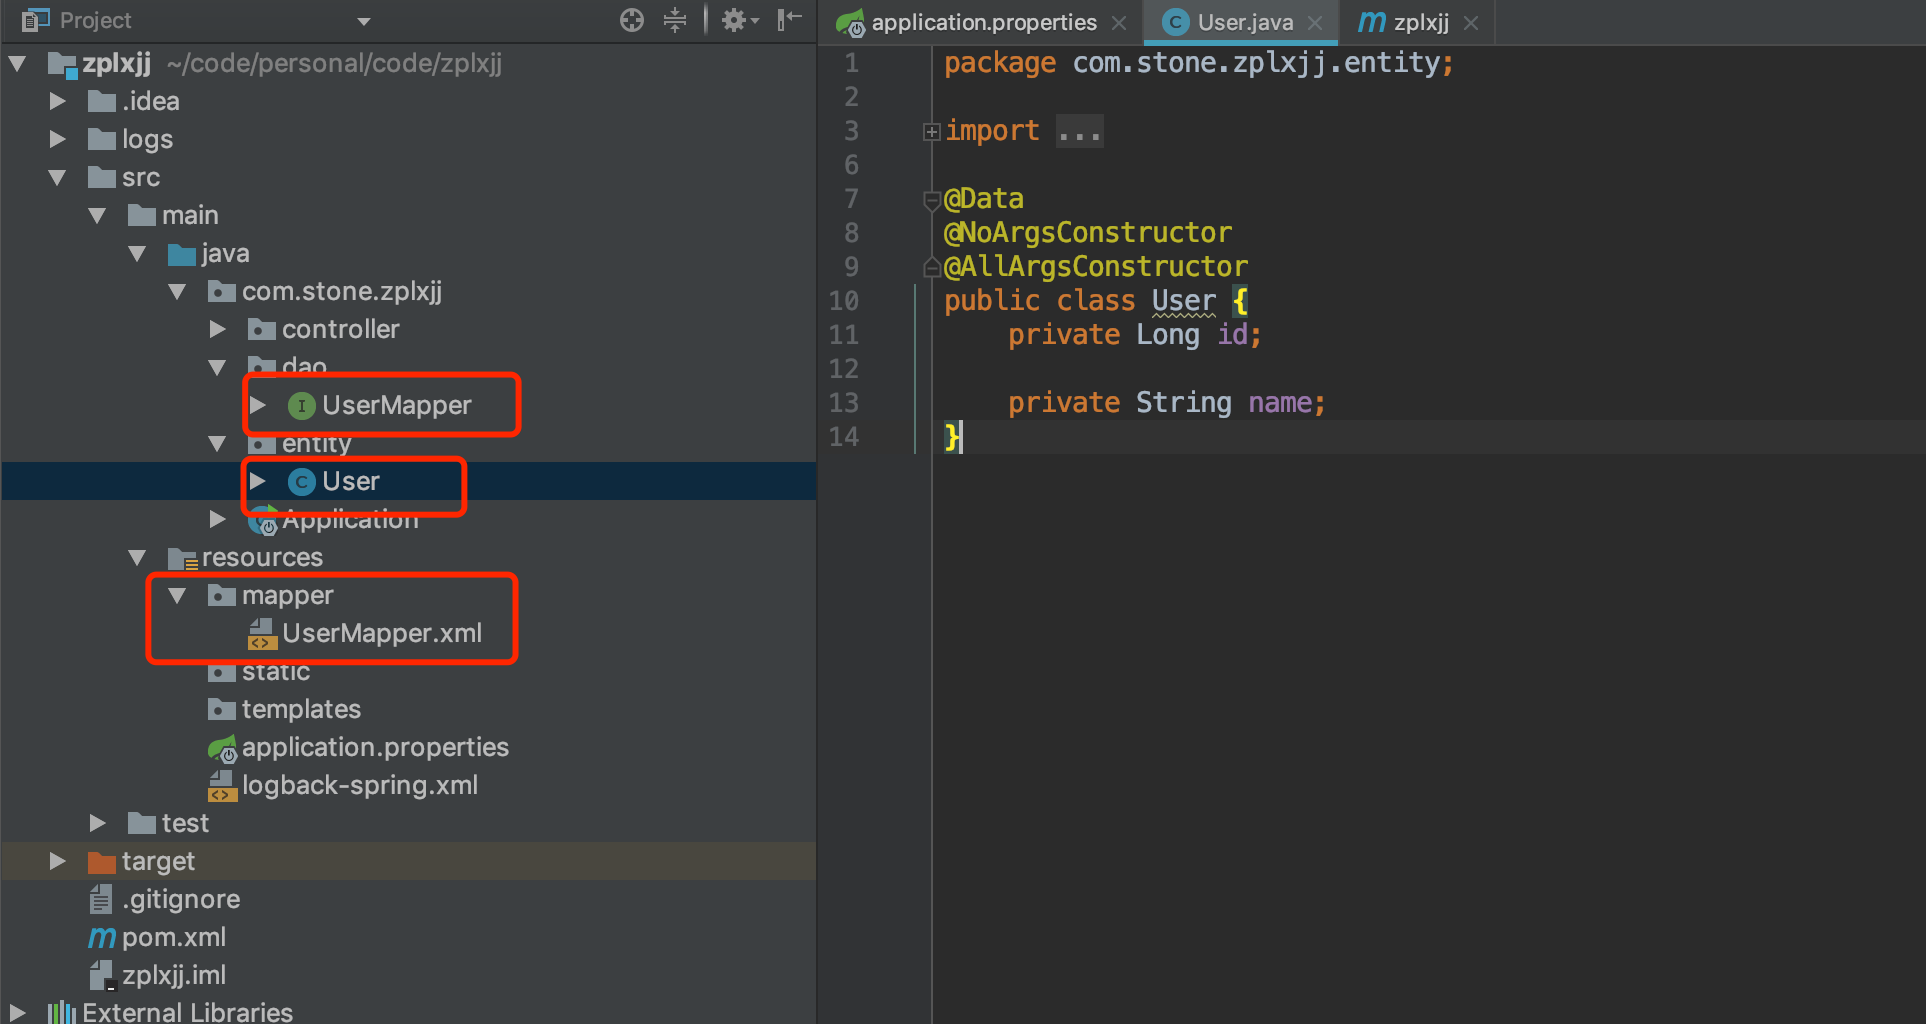 Project
zplxjj ~/code/personal/code/zplxjj
.idea
logs
src
main
java
com.stone.zplxjj
controller
dao
UserMapper
entity
User
Application
resources
mapper
UserMapper.xml
static
templates
application.properties
logback-spring.xml
test
target
.gitignore
pom.xml
zplxjj.iml
External Libraries
application.properties
User.java
zplxjj
1 package com.stone.zplxjj.entity;
2
3 import ...
6
7 @Data
8 @NoArgsConstructor
9 @AllArgsConstructor
10 public class User {
11 private Long id;
12
13 private String name;
14 }